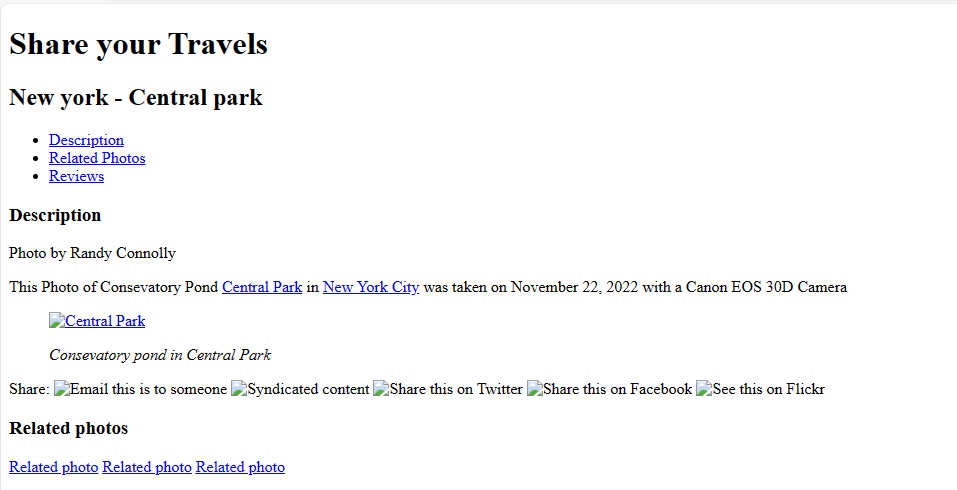 Share your Travels
New york - Central park
Description
Related Photos
Reviews
Description
Photo by Randy Connolly
This Photo of Consevatory Pond Central Park in New York City was taken on November 22, 2022 with a Canon EOS 30D Camera
Central Park
Consevatory pond in Central Park
Share: Email this is to someone Syndicated content Share this on Twitter Share this on Facebook See this on Flickr
Related photos
Related photo Related photo Related photo